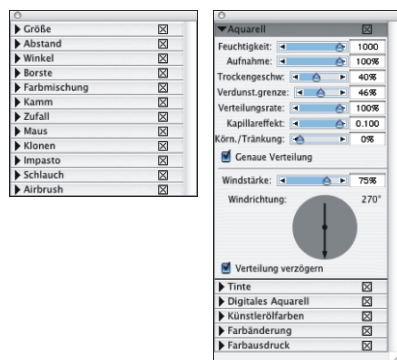 Größe
Abstand
Winkel
Borste
Farbmischung
Kamm
Zufall
Maus
Klonen
Impasto
Schlauch
Airbrush
Aquarell
Feuchtigkeit: 1000
Aufnahme: 100%
Trockengeschw: 40%
Verdunst.grenze: 46%
Verteilungsrate: 100%
Kapillareffekt: 0.100
Körn./Tränkung: 0%
Genaue Verteilung
Windstärke: 75%
Windrichtung: 270°
Verteilung verzögern
Tinte
Digitales Aquarell
Künstlerölfarben
Farbänderung
Farbausdruck